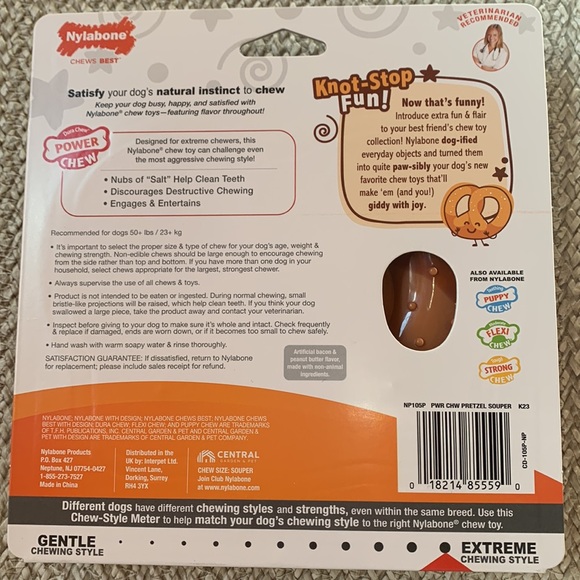 Nylabone®
CHEWS BEST™
VETERINARIAN
RECOMMENDED
Satisfy your dog's natural instinct to chew
Keep your dog busy, happy, and satisfied with
Nylabone® chew toys—featuring flavor throughout!
Dura Chew®
POWER
CHEW
Designed for extreme chewers, this
Nylabone® chew toy can challenge even
the most aggressive chewing style!
• Nubs of "Salt" Help Clean Teeth
• Discourages Destructive Chewing
• Engages & Entertains
Knot-Stop
Fun!
Now that's funny!
Introduce extra fun & flair
to your best friend's chew toy
collection! Nylabone dog-ified
everyday objects and turned them
into quite paw-sibly your dog's new
favorite chew toys that'll
make 'em (and you!)
giddy with joy.
Recommended for dogs 50+ lbs / 23+ kg
• It's important to select the proper size & type of chew for your dog's age, weight &
chewing strength. Non-edible chews should be large enough to encourage chewing
from the side rather than top and bottom. If you have more than one dog in your
household, select chews appropriate for the largest, strongest chewer.
• Always supervise the use of all chews & toys.
• Product is not intended to be eaten or ingested. During normal chewing, small
bristle-like projections will be raised, which help clean teeth. If you think your dog
swallowed a large piece, take the product away and contact your veterinarian.
• Inspect before giving to your dog to make sure it's whole and intact. Check frequently
& replace if damaged, ends are worn down, or if it becomes too small to chew safely.
• Hand wash with warm soapy water & rinse thoroughly.
SATISFACTION GUARANTEE: If dissatisfied, return to Nylabone
for replacement; please include sales receipt for refund.
Artificial bacon &
peanut butter flavor,
made with non-animal
ingredients.
ALSO AVAILABLE
FROM NYLABONE
Teething
PUPPY
CHEW
FLEXI
CHEW
Tough
STRONG
CHEW
NP105P PWR CHW PRETZEL SOUPER K23
0 18214 85559 0
CD-105P-NP
NYLABONE; NYLABONE WITH DESIGN; NYLABONE CHEWS BEST; NYLABONE CHEWS
BEST WITH DESIGN; DURA CHEW; FLEXI CHEW; AND PUPPY CHEW ARE TRADEMARKS
OF T.F.H. PUBLICATIONS, INC. CENTRAL GARDEN & PET AND CENTRAL GARDEN &
PET WITH DESIGN ARE TRADEMARKS OF CENTRAL GARDEN & PET COMPANY.
Nylabone Products
P.O. Box 427
Neptune, NJ 07754-0427
1-855-273-7527
Made in China
Distributed in the
UK by: Interpet Ltd.
Vincent Lane,
Dorking, Surrey
RH4 3YX
CENTRAL
GARDEN & PET
CHEW SIZE: SOUPER
Join Club Nylabone
at www.nylabone.com
Different dogs have different chewing styles and strengths, even within the same breed. Use this
Chew-Style Meter to help match your dog's chewing style to the right Nylabone® chew toy.
GENTLE
CHEWING STYLE
EXTREME
CHEWING STYLE